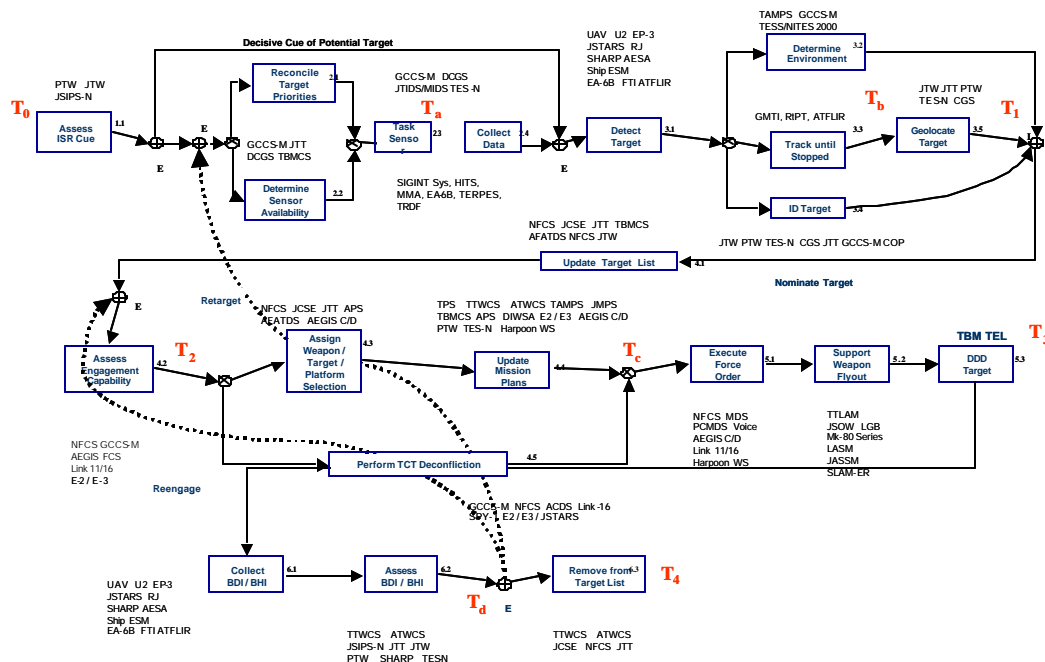 Decisive Cue of Potential Target
TAMPS GCCS-M
TESS/NITES 2000
UAV U2 EP-3
JSTARS RJ
SHARP AESA
Ship ESM
EA-6B FTI ATFLIR
Determine
Environment
3.2
Reconcile
Target
Priorities
2.1
PTW JTW
JSIPS-N
GCCS-M DCGS
JTIDS/MIDS TES-N
JTW JTT PTW
TES-N CGS
T0
Ta
Tb
T1
Assess
ISR Cue
1.1
E
E
GCCS-M JTT
DCGS TBMCS
Task
Senso
r
2.3
Collect
Data
2.4
E
Detect
Target
3.1
GMTI, RIPT, ATFLIR
Track until
Stopped
3.3
Geolocate
Target
3.5
Determine
Sensor
Availability
2.2
SIGINT Sys, HITS,
MMA, EA6B, TERPES,
TRDF
ID Target
3.4
NFCS JCSE JTT TBMCS
AFATDS NFCS JTW
JTW PTW TES-N CGS JTT GCCS-M COP
Update Target List
4.1
Nominate Target
E
Retarget
NFCS JCSE JTT APS
AFATDS AEGIS C/D
TPS TTWCS ATWCS TAMPS JMPS
TBMCS APS DIWSA E2 / E3 AEGIS C/D
PTW TES-N Harpoon WS
T2
Tc
TBM TEL
T3
Assess
Engagement
Capability
4.2
Assign
Weapon /
Target /
Platform
Selection
4.3
Update
Mission
Plans
4.4
Execute
Force
Order
5.1
Support
Weapon
Flyout
5.2
DDD
Target
5.3
NFCS GCCS-M
AEGIS FCS
Link 11/16
E-2 / E-3
NFCS MDS
PCMDS Voice
AEGIS C/D
Link 11/16
Harpoon WS
TTLAM
JSOW LGB
Mk-80 Series
LASM
JASSM
SLAM-ER
Perform TCT Deconfliction
4.5
Reengage
GCCS-M NFCS ACDS Link -16
SPY-1 E2 / E3 / JSTARS
Collect
BDI / BHI
6.1
Assess
BDI / BHI
6.2
Remove from
Target List
6.3
T4
Td
E
UAV U2 EP-3
JSTARS RJ
SHARP AESA
Ship ESM
EA-6B FTI ATFLIR
TTWCS ATWCS
JSIPS-N JTT JTW
PTW SHARP TESN
TTWCS ATWCS
JCSE NFCS JTT